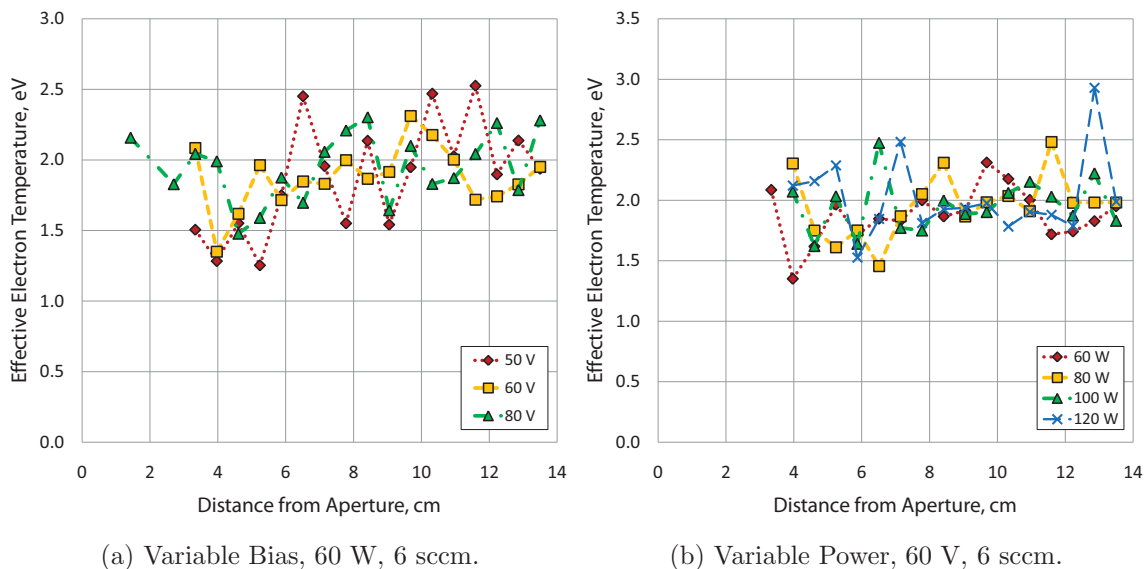 3.0
2.5
2.0
1.5
1.0
0.5
0.0
Effective Electron Temperature, eV
50 V
60 V
80 V
0 2 4 6 8 10 12 14
Distance from Aperture, cm
(a) Variable Bias, 60 W, 6 sccm.
3.5
3.0
2.5
2.0
1.5
1.0
0.5
0.0
Effective Electron Temperature, eV
60 W
80 W
100 W
120 W
0 2 4 6 8 10 12 14
Distance from Aperture, cm
(b) Variable Power, 60 V, 6 sccm.